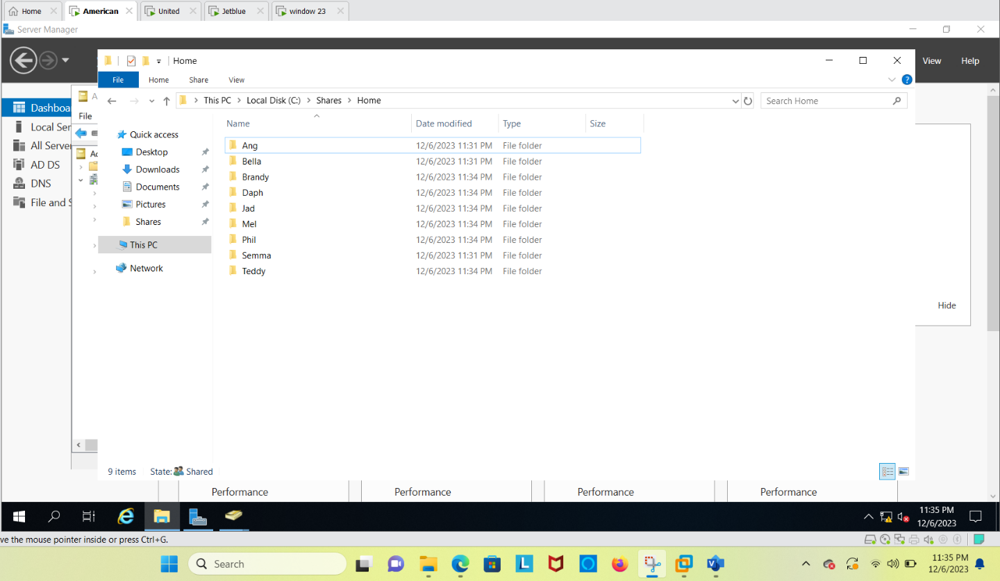 Home American United Jetblue window 23
Server Manager
Home
View Help
File Home Share View
This PC Local Disk (C:) Shares Home
Search Home
File
Dashboa
Local Ser
All Server
AD DS
DNS
File and S
Quick access
Desktop
Downloads
Documents
Pictures
Shares
This PC
Network
Name Date modified Type Size
Ang 12/6/2023 11:31 PM File folder
Bella 12/6/2023 11:31 PM File folder
Brandy 12/6/2023 11:34 PM File folder
Daph 12/6/2023 11:34 PM File folder
Jad 12/6/2023 11:34 PM File folder
Mel 12/6/2023 11:34 PM File folder
Phil 12/6/2023 11:34 PM File folder
Semma 12/6/2023 11:31 PM File folder
Teddy 12/6/2023 11:34 PM File folder
Hide
9 items State: Shared
Performance Performance Performance Performance
11:35 PM
12/6/2023
ve the mouse pointer inside or press Ctrl+G.
Search
11:35 PM
12/6/2023